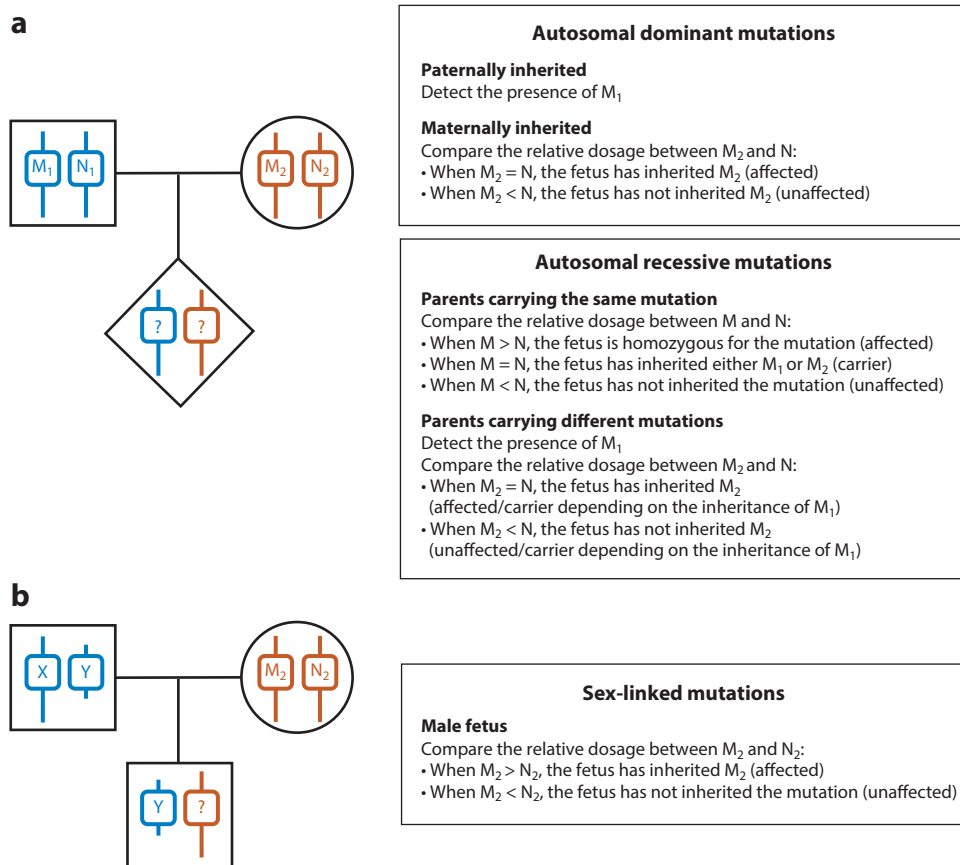 a
M₁ N₁ M₂ N₂
? ?
Autosomal dominant mutations
Paternally inherited
Detect the presence of M₁
Maternally inherited
Compare the relative dosage between M₂ and N:
• When M₂ = N, the fetus has inherited M₂ (affected)
• When M₂ < N, the fetus has not inherited M₂ (unaffected)
Autosomal recessive mutations
Parents carrying the same mutation
Compare the relative dosage between M and N:
• When M > N, the fetus is homozygous for the mutation (affected)
• When M = N, the fetus has inherited either M₁ or M₂ (carrier)
• When M < N, the fetus has not inherited the mutation (unaffected)
Parents carrying different mutations
Detect the presence of M₁
Compare the relative dosage between M₂ and N:
• When M₂ = N, the fetus has inherited M₂
(affected/carrier depending on the inheritance of M₁)
• When M₂ < N, the fetus has not inherited M₂
(unaffected/carrier depending on the inheritance of M₁)
b
X Y M₂ N₂
Y ?
Sex-linked mutations
Male fetus
Compare the relative dosage between M₂ and N₂:
• When M₂ > N₂, the fetus has inherited M₂ (affected)
• When M₂ < N₂, the fetus has not inherited the mutation (unaffected)